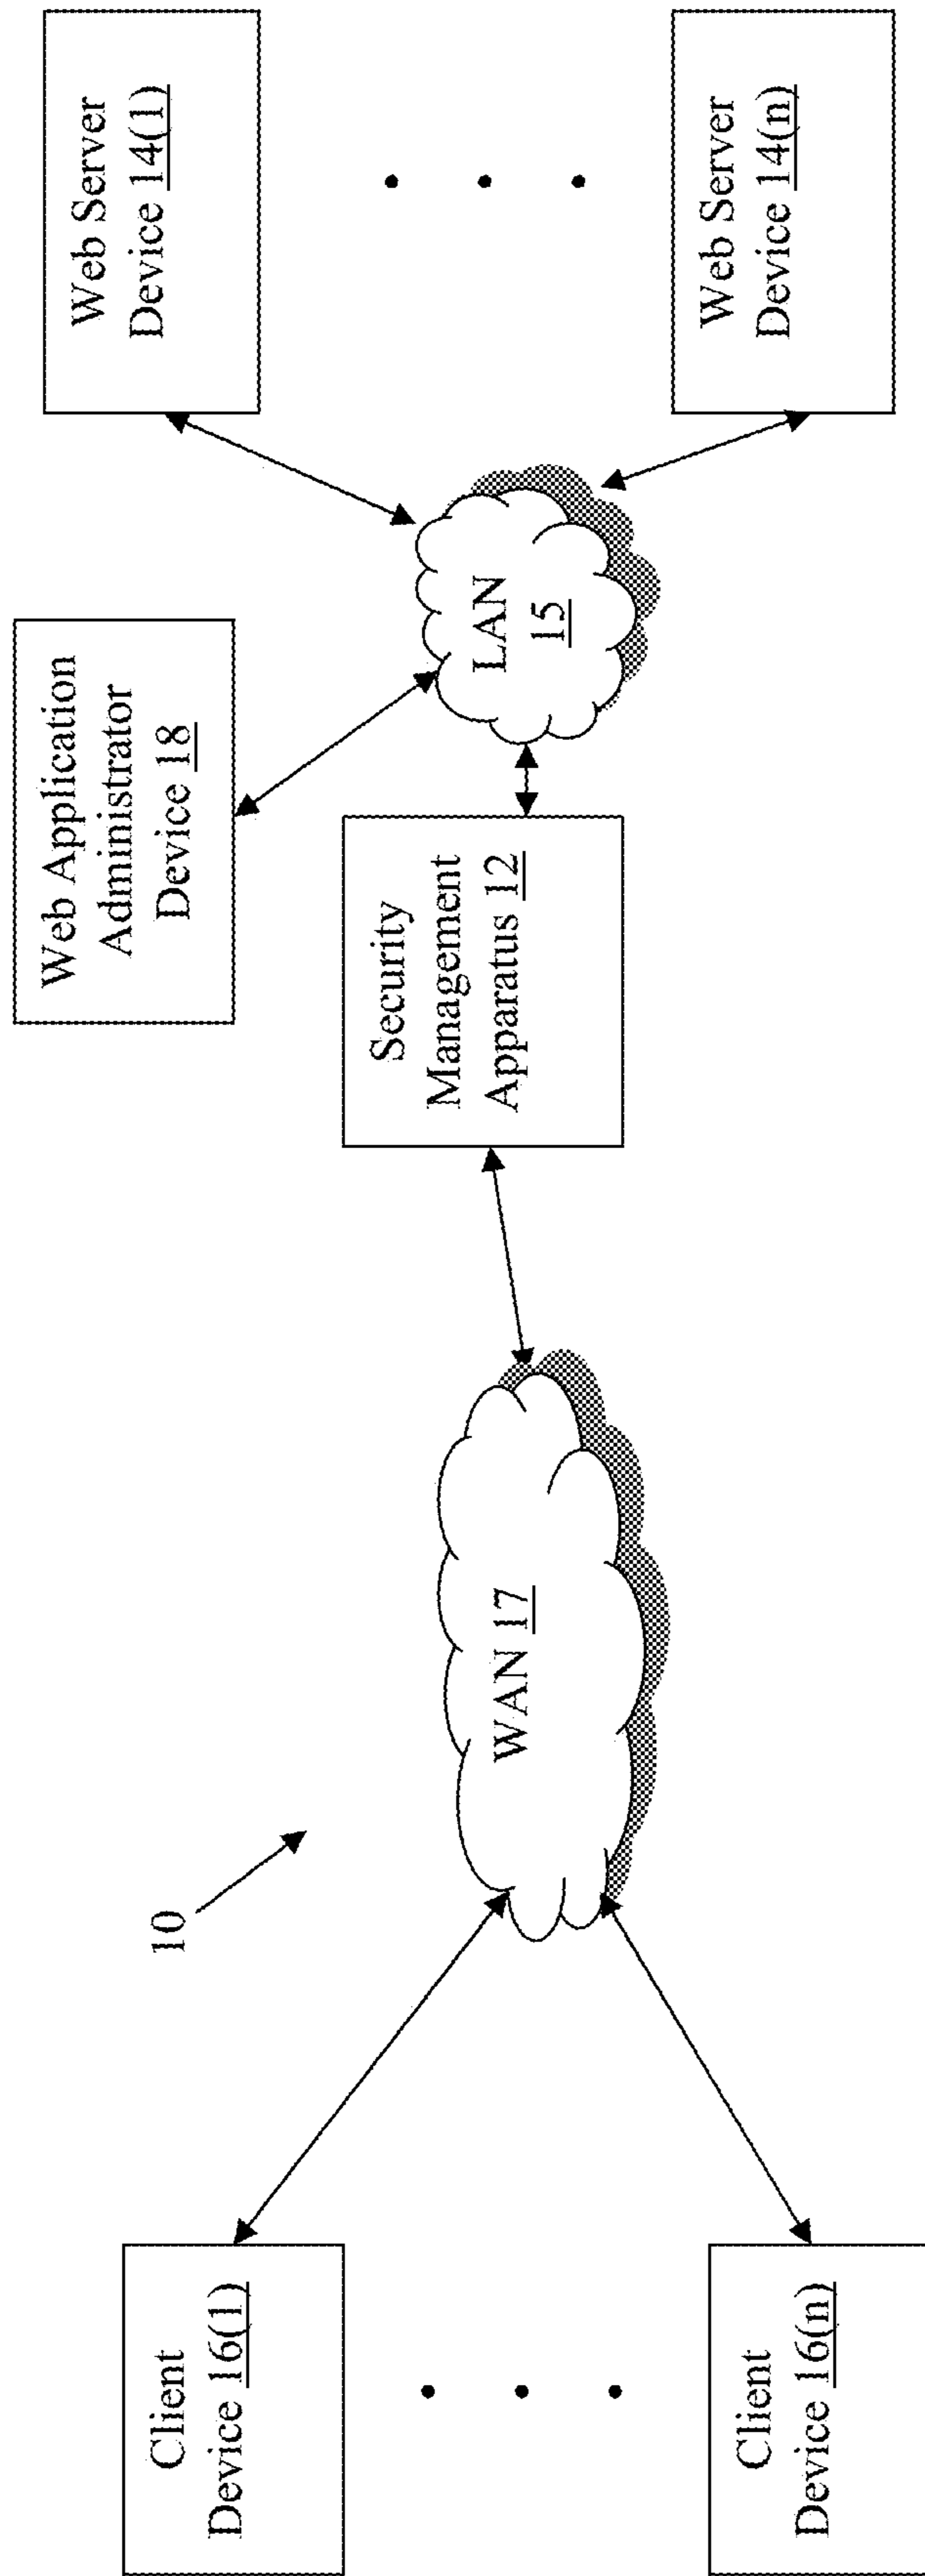 10
Client
Device 16(1)
Client
Device 16(n)
WAN 17
Security
Management
Apparatus 12
Web Application
Administrator
Device 18
LAN
15
Web Server
Device 14(1)
Web Server
Device 14(n)